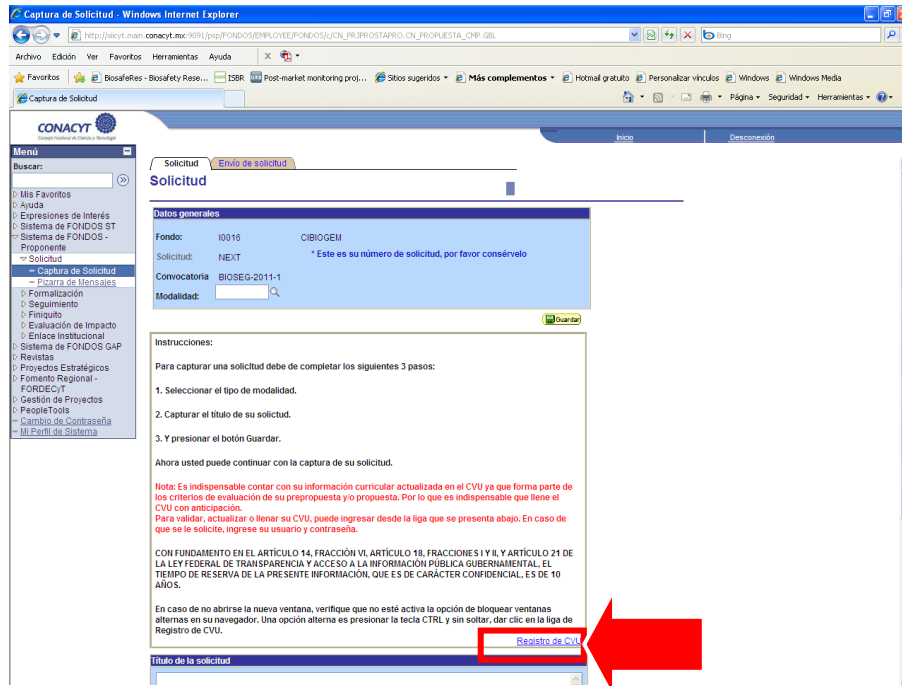 Captura de Solicitud - Windows Internet Explorer
http://siicyt.main.conacyt.mx:9091/psp/FONDOS/EMPLOYEE/FONDOS/c/CN_PRJPROSTAPRO.CN_PROPUESTA_CMP.GBL
Bing
Archivo Edición Ver Favoritos Herramientas Ayuda
Favoritos BiosafeRes - Biosafety Rese... ISBR Post-market monitoring proj... Sitios sugeridos Más complementos Hotmail gratuito Personalizar vínculos Windows Windows Media
Captura de Solicitud Página Seguridad Herramientas
CONACYT
Consejo Nacional de Ciencia y Tecnología
Inicio Desconexión
Menú
Buscar:
Mis Favoritos
Ayuda
Expresiones de Interés
Sistema de FONDOS ST
Sistema de FONDOS - Proponente
Solicitud
Captura de Solicitud
Pizarra de Mensajes
Formalización
Seguimiento
Finiquito
Evaluación de Impacto
Enlace Institucional
Sistema de FONDOS GAP
Revistas
Proyectos Estratégicos
Fomento Regional - FORDECyT
Gestión de Proyectos
PeopleTools
Cambio de Contraseña
Mi Perfil de Sistema
Solicitud Envío de solicitud
Solicitud
Datos generales
Fondo: I0016 CIBIOGEM
Solicitud: NEXT * Este es su número de solicitud, por favor consérvelo
Convocatoria BIOSEG-2011-1
Modalidad:
Guardar
Instrucciones:
Para capturar una solicitud debe de completar los siguientes 3 pasos:
1. Seleccionar el tipo de modalidad.
2. Capturar el título de su solictud.
3. Y presionar el botón Guardar.
Ahora usted puede continuar con la captura de su solicitud.
Nota: Es indispensable contar con su información curricular actualizada en el CVU ya que forma parte de
los criterios de evaluación de su prepropuesta y/o propuesta. Por lo que es indispensable que llene el
CVU con anticipación.
Para validar, actualizar o llenar su CVU, puede ingresar desde la liga que se presenta abajo. En caso de
que se le solicite, ingrese su usuario y contraseña.
CON FUNDAMENTO EN EL ARTÍCULO 14, FRACCIÓN VI, ARTÍCULO 18, FRACCIONES I Y II, Y ARTÍCULO 21 DE
LA LEY FEDERAL DE TRANSPARENCIA Y ACCESO A LA INFORMACIÓN PÚBLICA GUBERNAMENTAL, EL
TIEMPO DE RESERVA DE LA PRESENTE INFORMACIÓN, QUE ES DE CARÁCTER CONFIDENCIAL, ES DE 10
AÑOS.
En caso de no abrirse la nueva ventana, verifique que no esté activa la opción de bloquear ventanas
alternas en su navegador. Una opción alterna es presionar la tecla CTRL y sin soltar, dar clic en la liga de
Registro de CVU.
Registro de CVU
Título de la solicitud